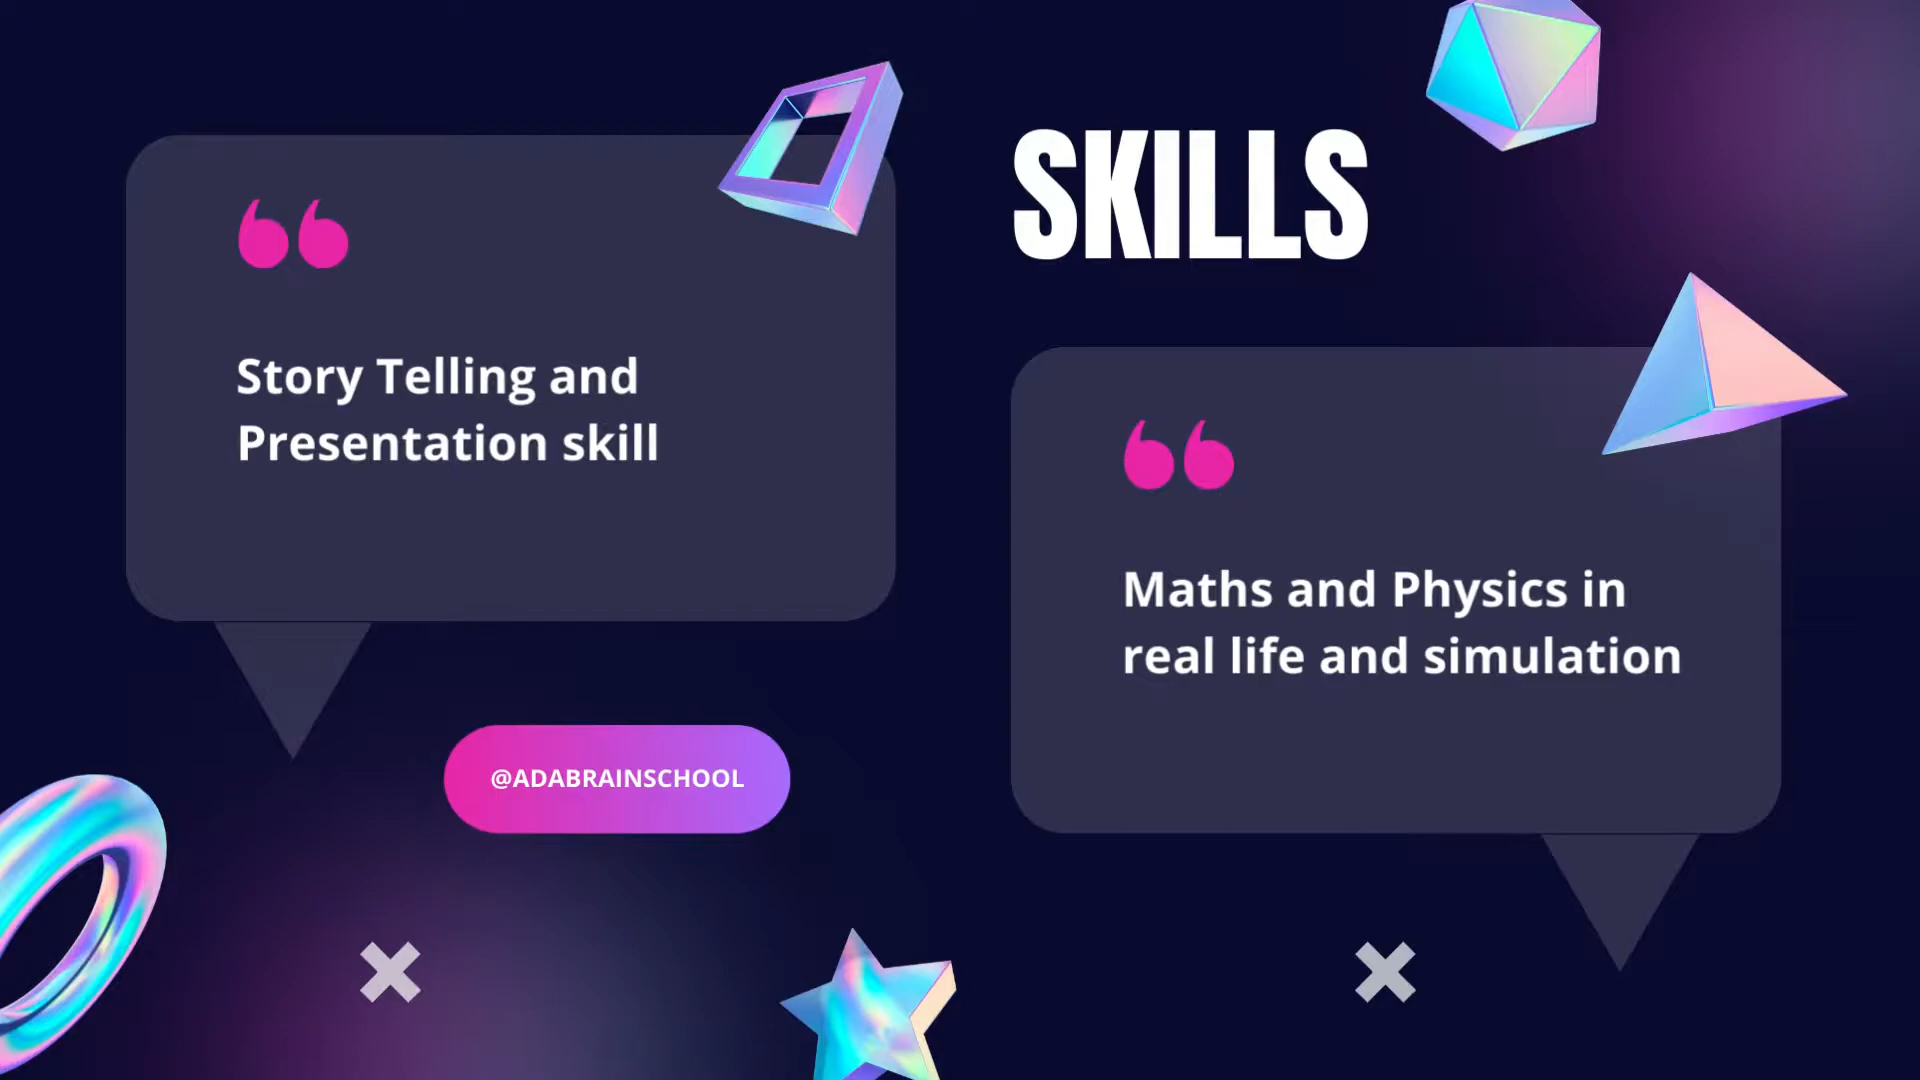 SKILLS
Story Telling and
Presentation skill
Maths and Physics in
real life and simulation
@ADABRAINSCHOOL